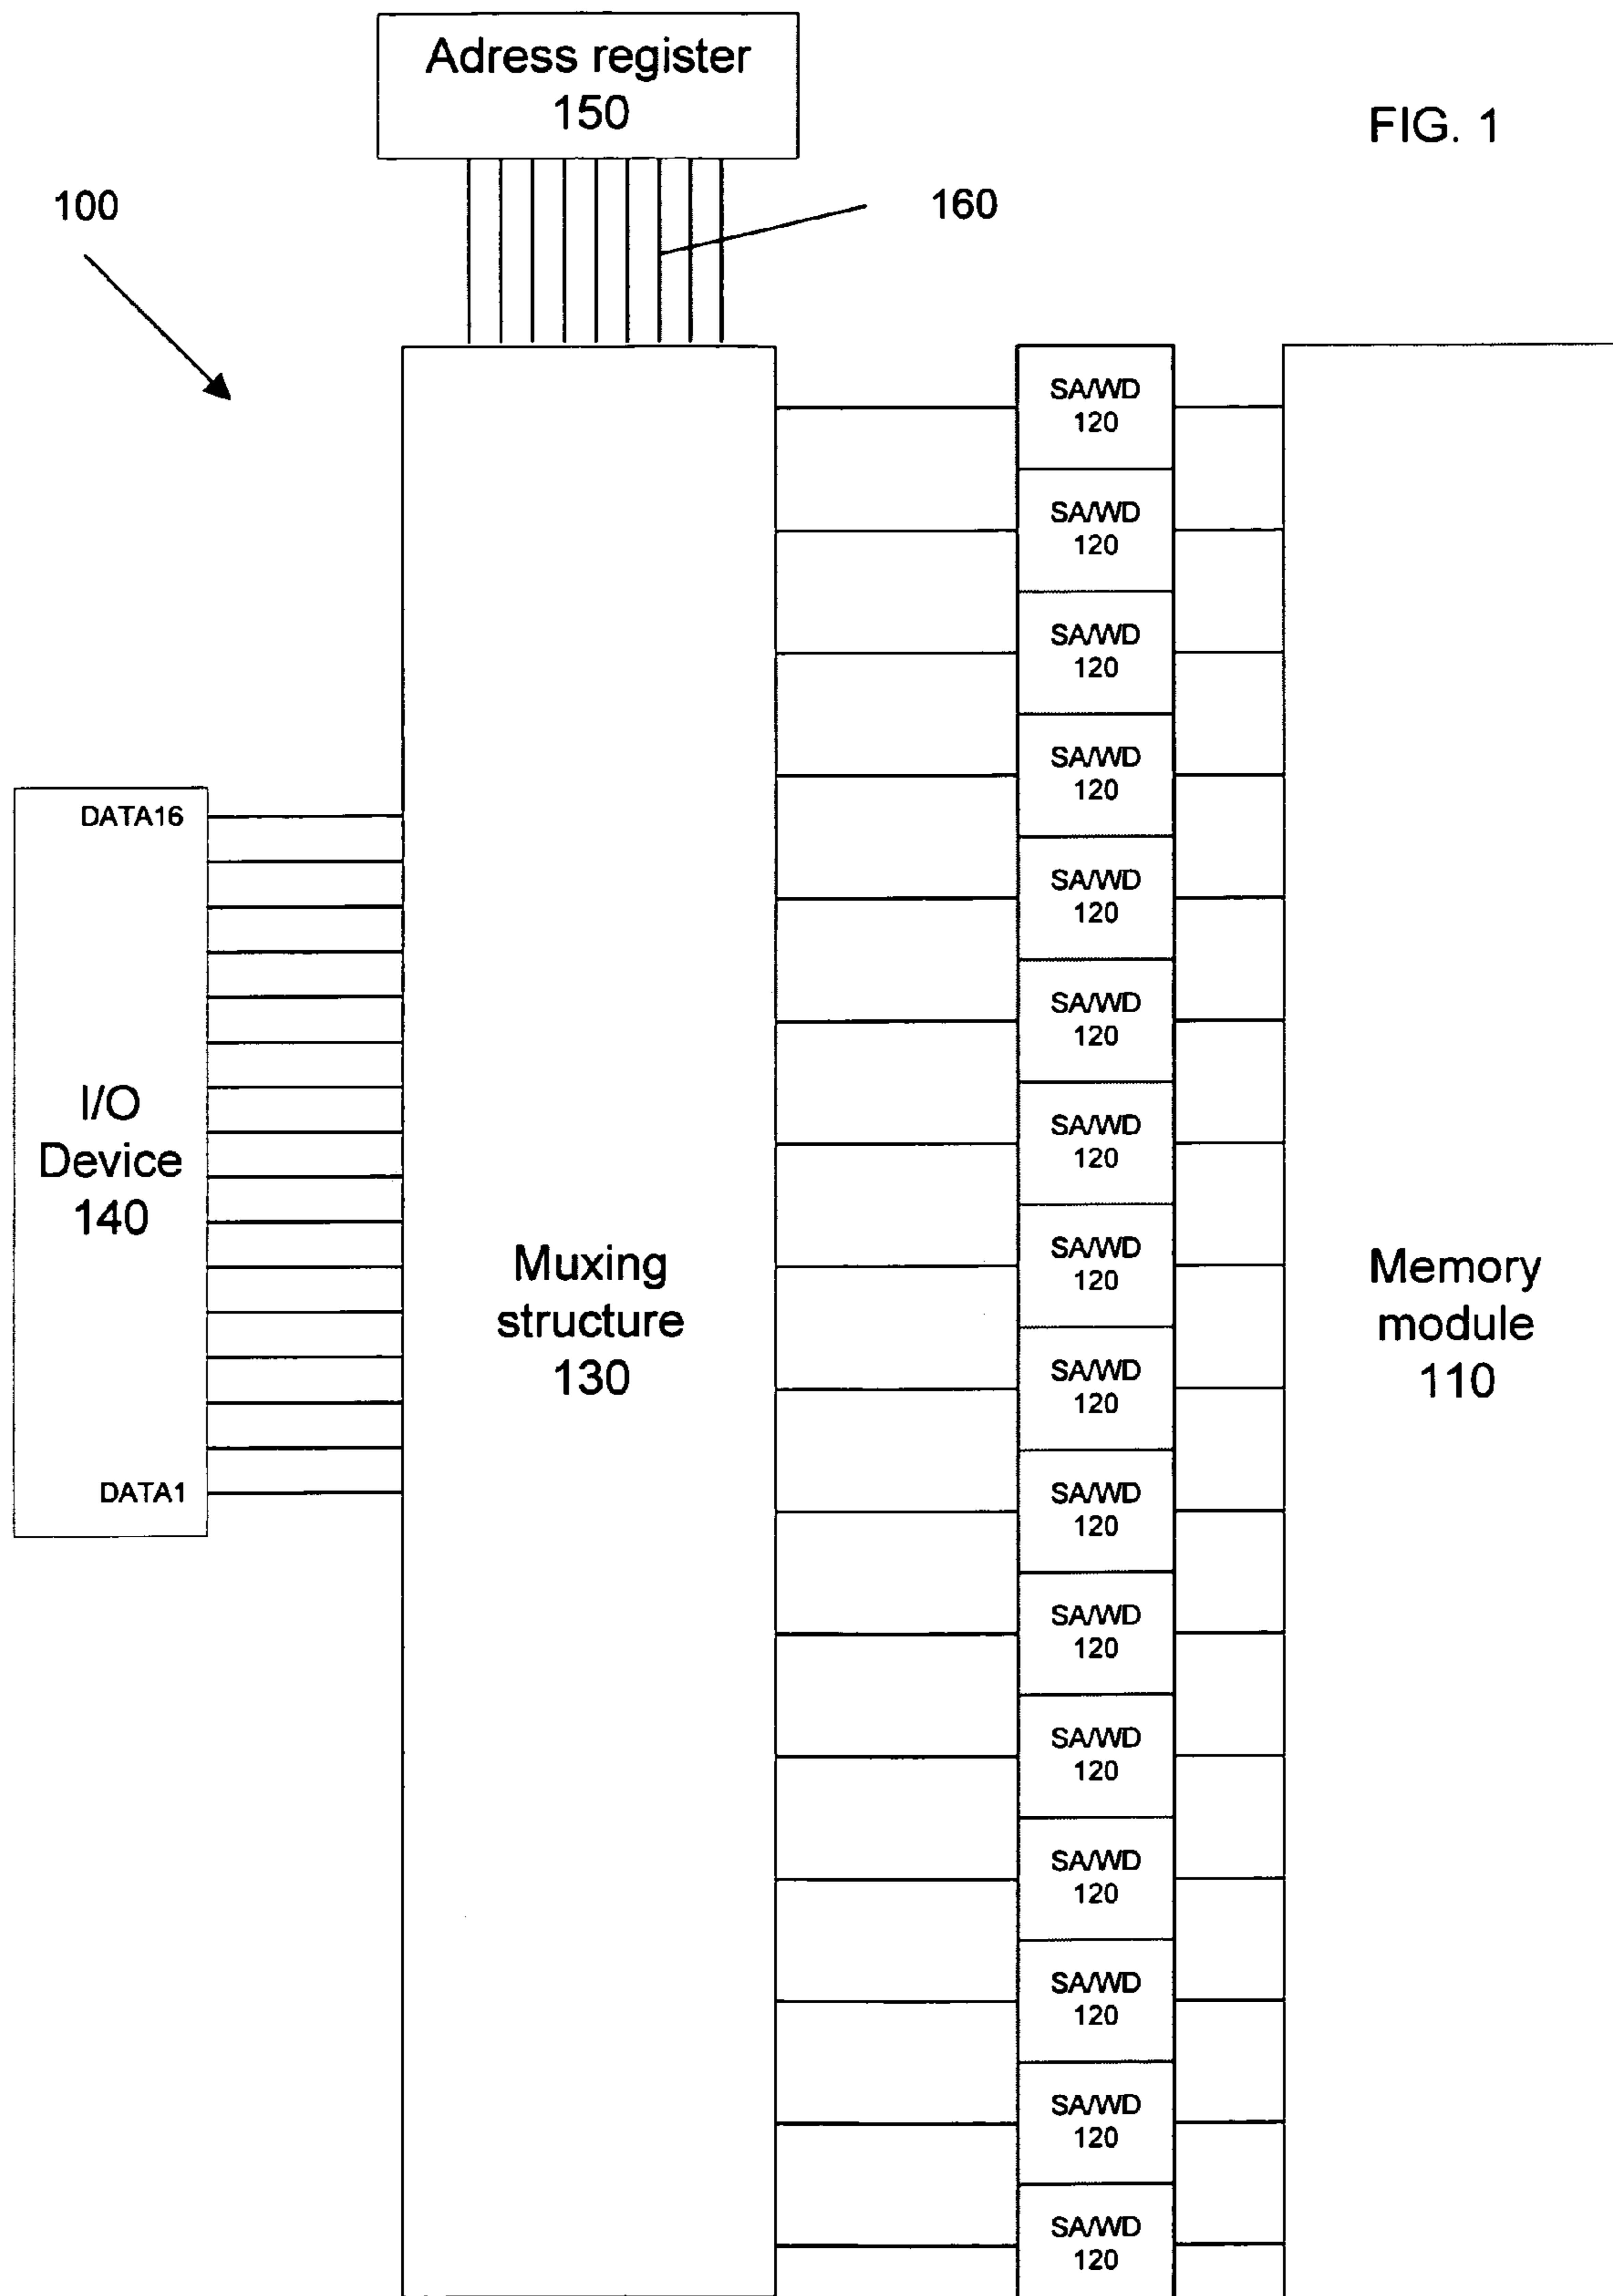 Adress register
150
FIG. 1
100
160
SA/WD
120
SA/WD
120
SA/WD
120
SA/WD
120
SA/WD
120
SA/WD
120
SA/WD
120
SA/WD
120
SA/WD
120
SA/WD
120
SA/WD
120
SA/WD
120
SA/WD
120
SA/WD
120
SA/WD
120
SA/WD
120
DATA16
I/O
Device
140
DATA1
Muxing
structure
130
Memory
module
110